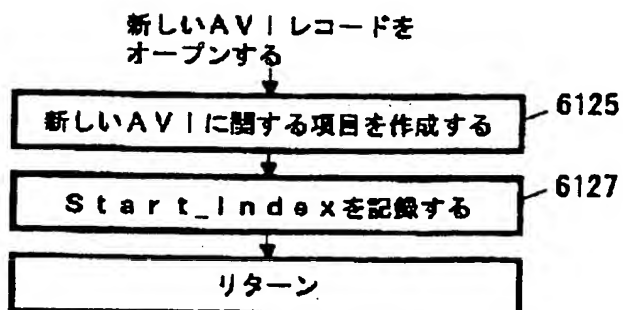 新しいAVIレコードを
オープンする
新しいAVIに関する項目を作成する
6125
Start_Indexを記録する
6127
リターン